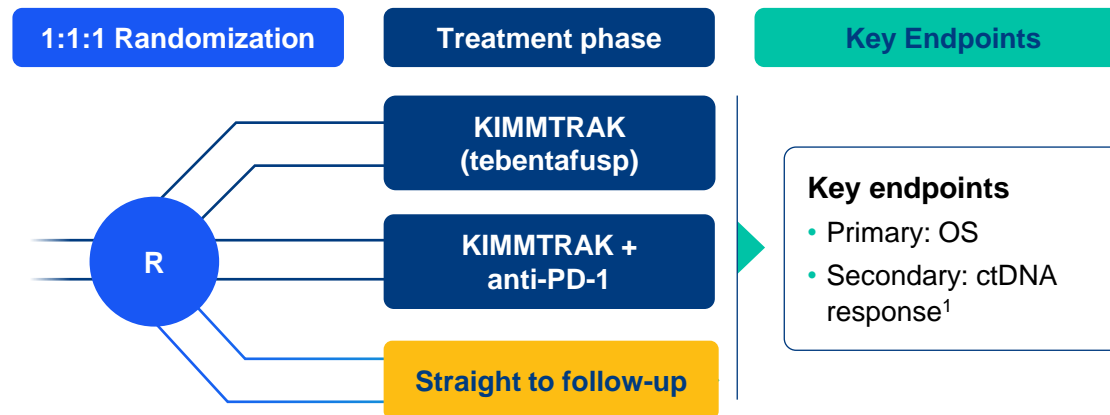 1:1:1 Randomization
Treatment phase
Key Endpoints
R
KIMMTRAK
(tebentafusp)
KIMMTRAK +
anti-PD-1
Straight to follow-up
Key endpoints
• Primary: OS
• Secondary: ctDNA
response¹